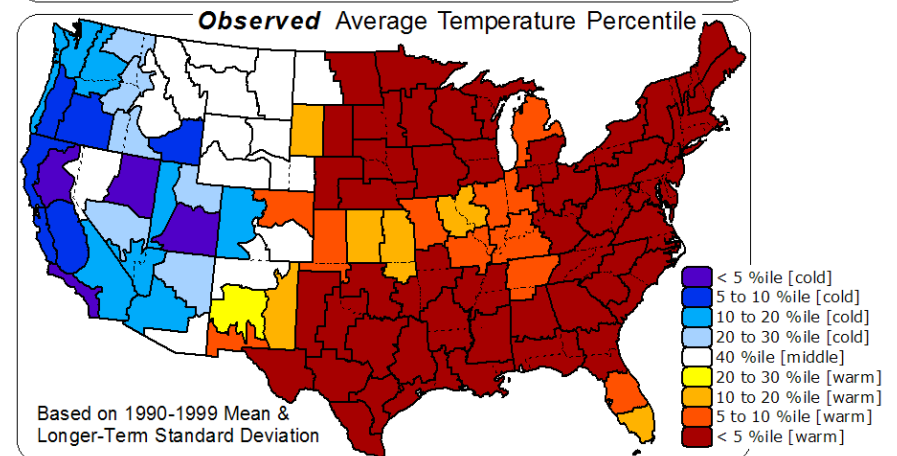 Observed Average Temperature Percentile
< 5 %ile [cold]
5 to 10 %ile [cold]
10 to 20 %ile [cold]
20 to 30 %ile [cold]
40 %ile [middle]
20 to 30 %ile [warm]
10 to 20 %ile [warm]
5 to 10 %ile [warm]
< 5 %ile [warm]
Based on 1990-1999 Mean &
Longer-Term Standard Deviation